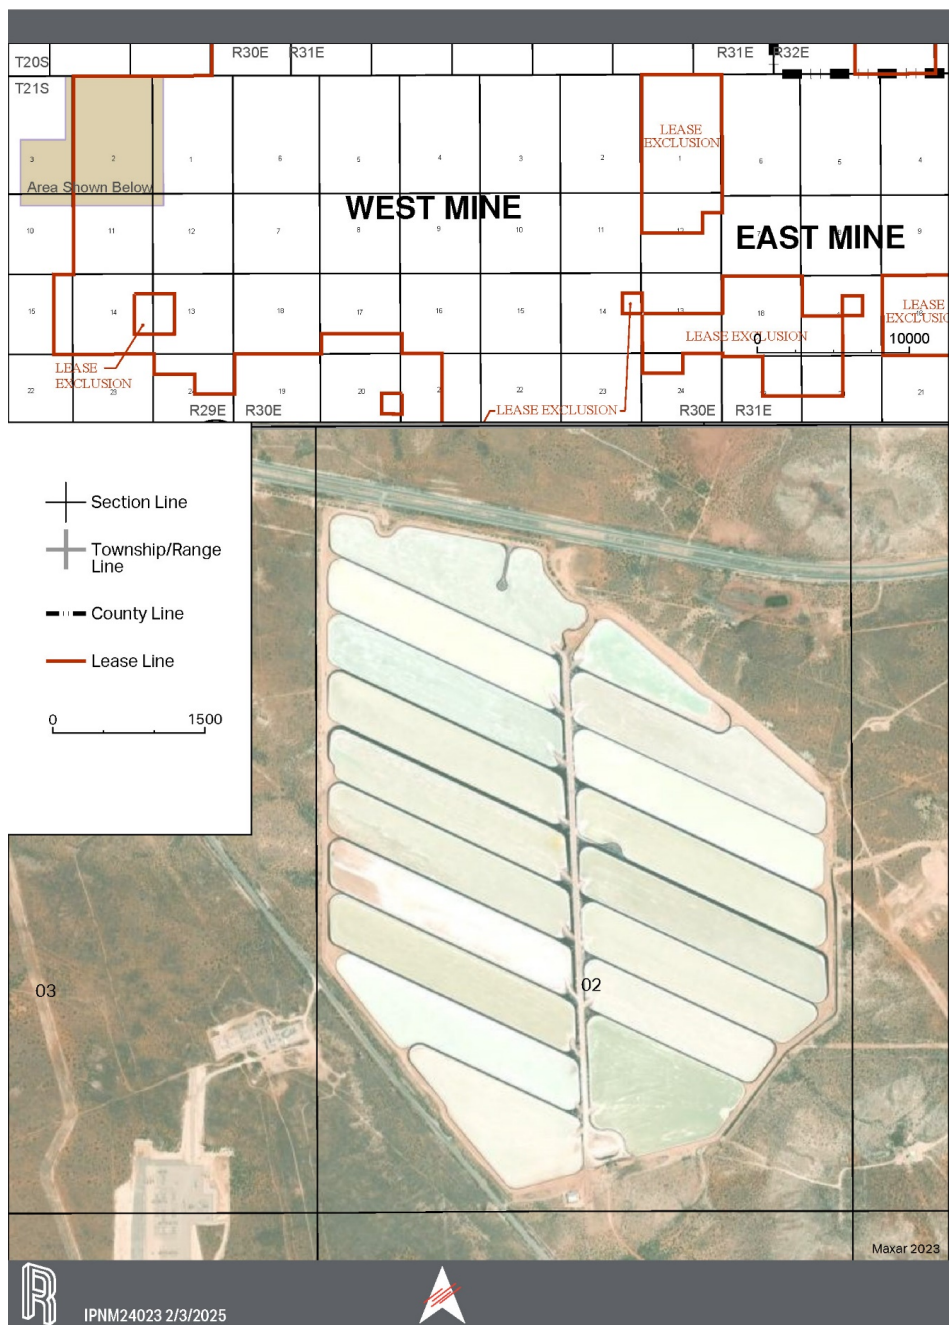 T20S
R30E R31E
R31E R32E
T21S
LEASE
EXCLUSION
3 2 1 6 5 4 3 2 1 6 5 4
Area Shown Below
WEST MINE
EAST MINE
10 11 12 7 8 9 10 11 12 9
15 14 13 18 17 16 15 14 13 18
LEASE
EXCLUSION
LEASE EXCLUSION
0 10000
LEASE
EXCLUSION
22 23 24 19 20 22 23 24 21
LEASE EXCLUSION
R29E R30E
R30E R31E
Section Line
Township/Range
Line
County Line
Lease Line
0 1500
03
02
Maxar 2023
R
IPNM24023 2/3/2025